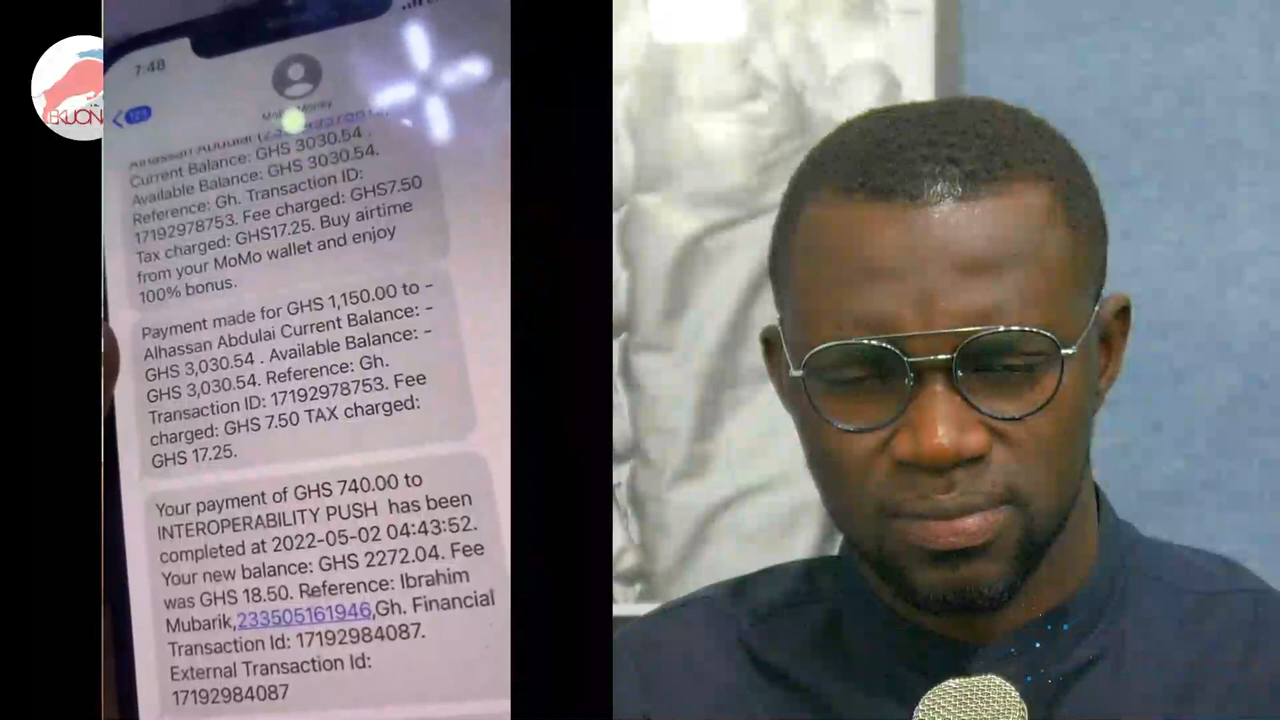 7:48
EKUONA
Current Balance: GHS 3030.54 .
Available Balance: GHS 3030.54.
Reference: Gh. Transaction ID:
17192978753. Fee charged: GHS7.50
Tax charged: GHS17.25. Buy airtime
from your MoMo wallet and enjoy
100% bonus.
Payment made for GHS 1,150.00 to -
Alhassan Abdulai Current Balance: -
GHS 3,030.54 . Available Balance: -
GHS 3,030.54. Reference: Gh.
Transaction ID: 17192978753. Fee
charged: GHS 7.50 TAX charged:
GHS 17.25.
Your payment of GHS 740.00 to
INTEROPERABILITY PUSH has been
completed at 2022-05-02 04:43:52.
Your new balance: GHS 2272.04. Fee
was GHS 18.50. Reference: Ibrahim
Mubarik,233505161946,Gh. Financial
Transaction Id: 17192984087.
External Transaction Id:
17192984087